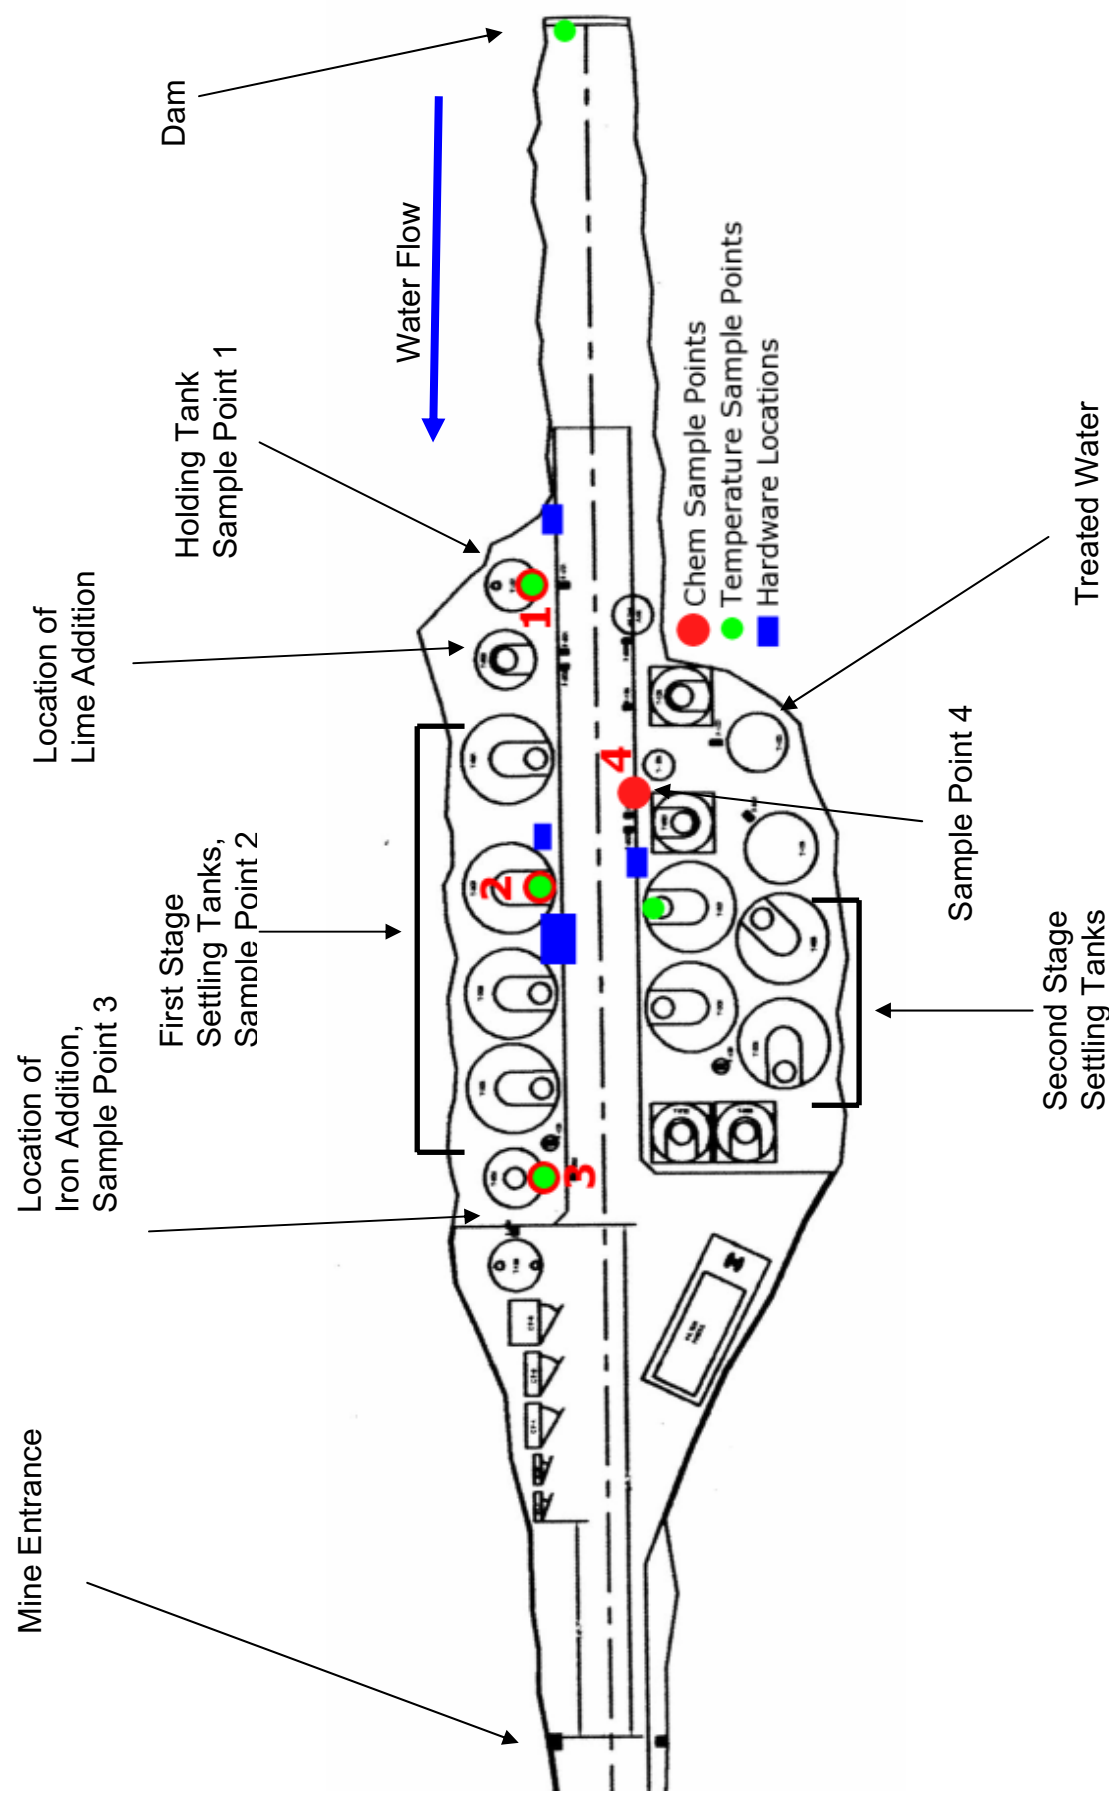 Dam
Water Flow
Holding Tank
Sample Point 1
Location of
Lime Addition
First Stage
Settling Tanks,
Sample Point 2
Location of
Iron Addition,
Sample Point 3
Mine Entrance
1
2
3
4
Chem Sample Points
Temperature Sample Points
Hardware Locations
Treated Water
Sample Point 4
Second Stage
Settling Tanks